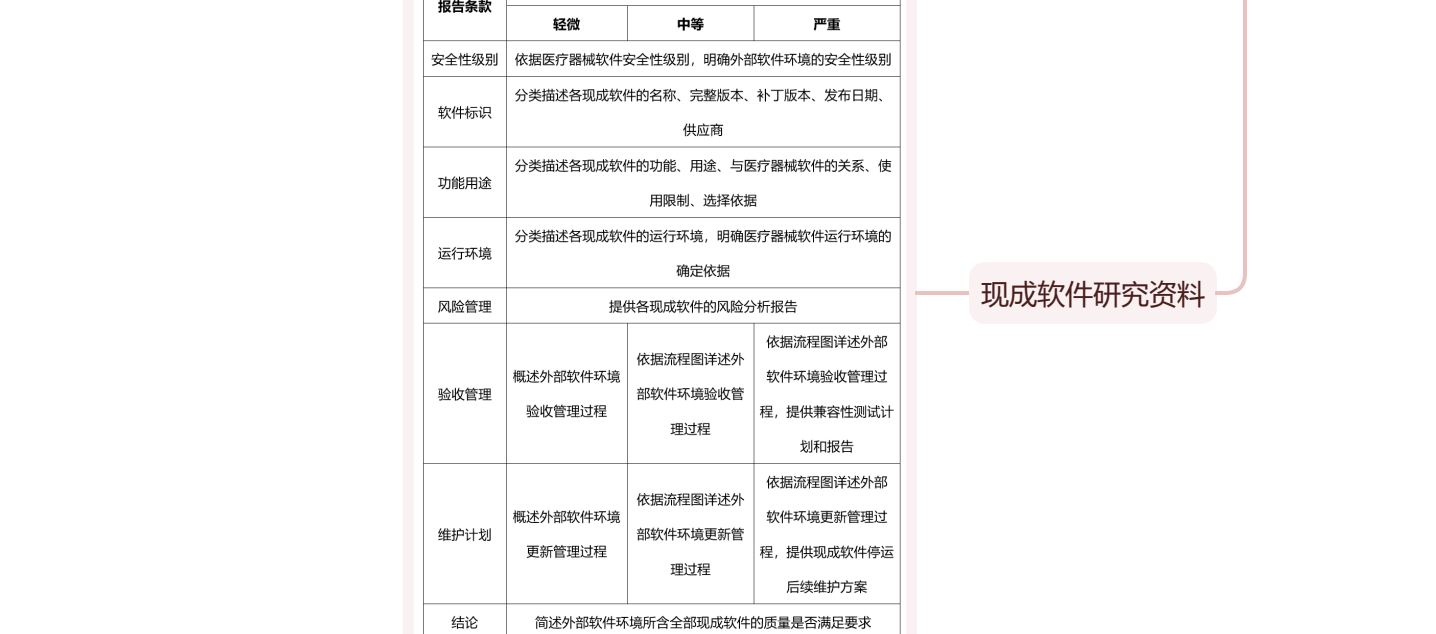 报告条款
轻微
中等
严重
安全性级别
依据医疗器械软件安全性级别，明确外部软件环境的安全性级别
软件标识
分类描述各现成软件的名称、完整版本、补丁版本、发布日期、
供应商
功能用途
分类描述各现成软件的功能、用途、与医疗器械软件的关系、使
用限制、选择依据
运行环境
分类描述各现成软件的运行环境，明确医疗器械软件运行环境的
确定依据
风险管理
提供各现成软件的风险分析报告
验收管理
概述外部软件环境
验收管理过程
依据流程图详述外
部软件环境验收管
理过程
依据流程图详述外部
软件环境验收管理过
程，提供兼容性测试计
划和报告
维护计划
概述外部软件环境
更新管理过程
依据流程图详述外
部软件环境更新管
理过程
依据流程图详述外部
软件环境更新管理过
程，提供现成软件停运
后续维护方案
结论
简述外部软件环境所含全部现成软件的质量是否满足要求
现成软件研究资料